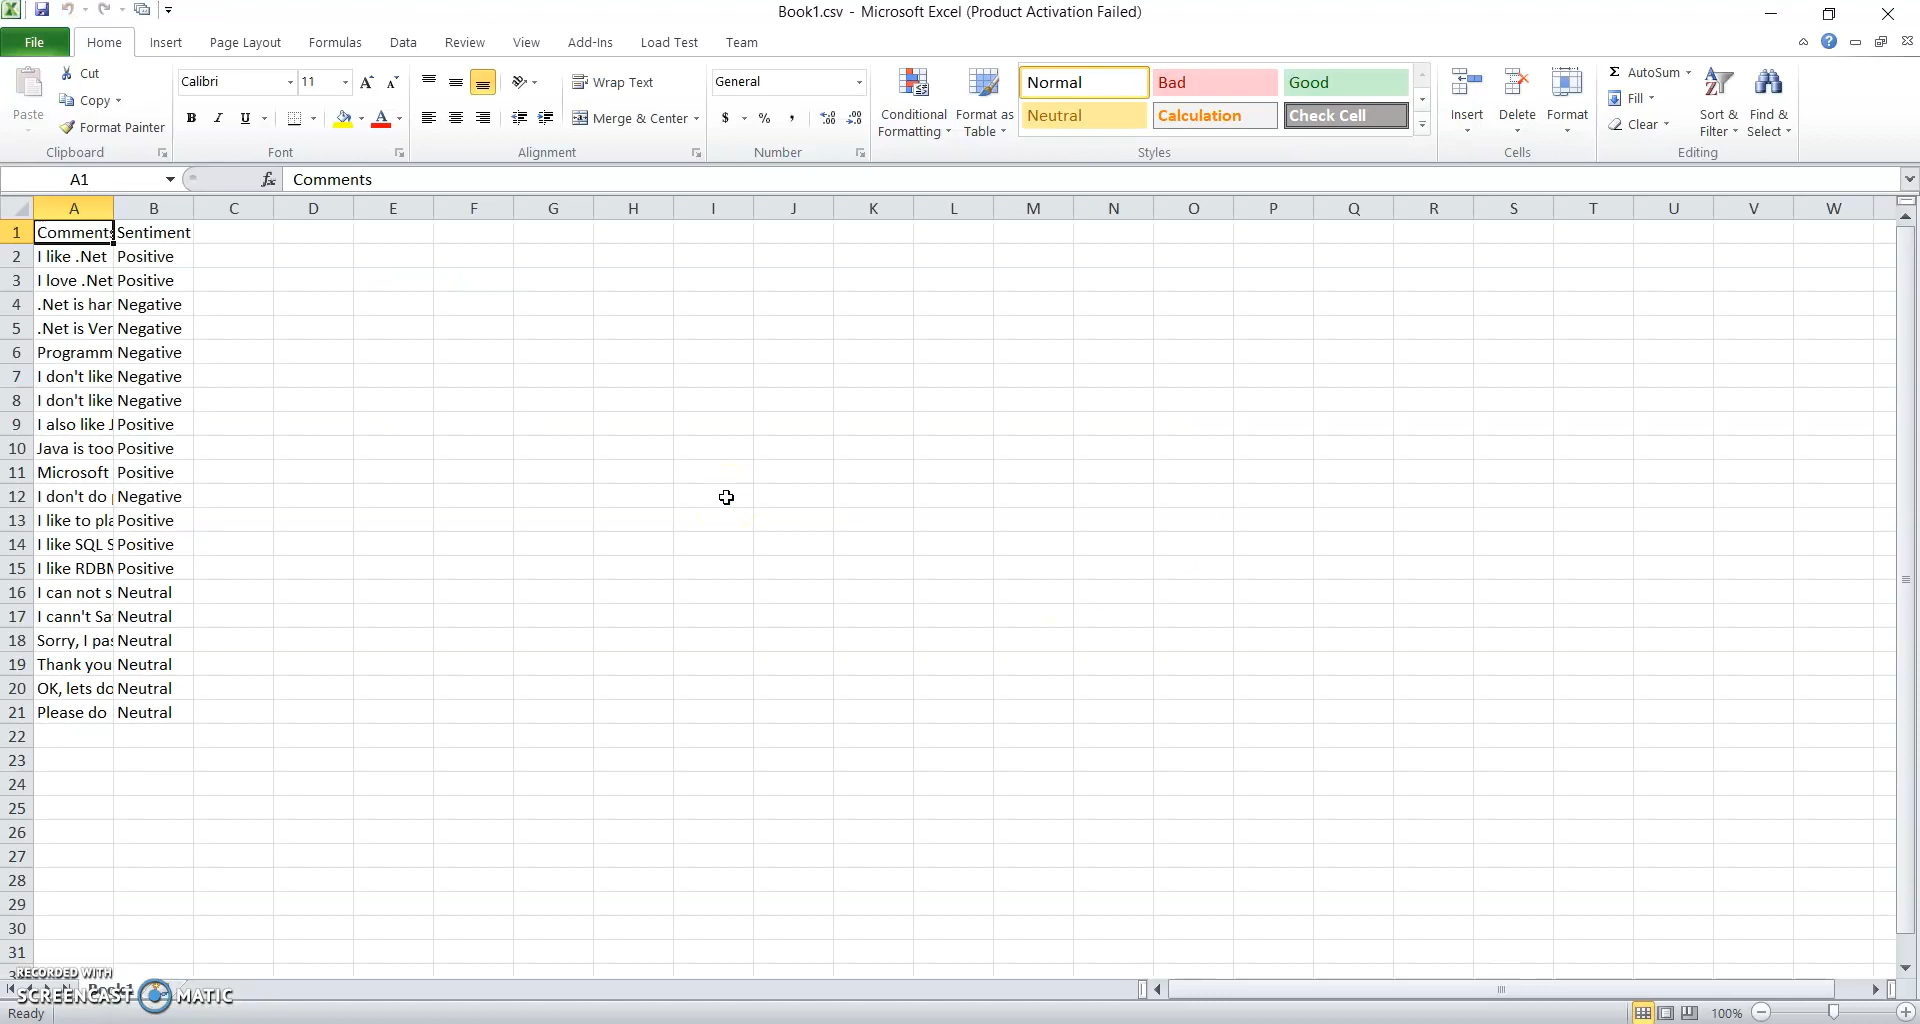 Book1.csv - Microsoft Excel (Product Activation Failed)
File Home Insert Page Layout Formulas Data Review View Add-Ins Load Test Team
Paste Cut Copy Format Painter Clipboard
Calibri 11 A A B I U A Font
Wrap Text Merge & Center Alignment
General $ % , .00 .00 Number
Conditional Formatting Format as Table
Normal Bad Good
Neutral Calculation Check Cell
Styles
Insert Delete Format Cells
Σ AutoSum Fill Clear Sort & Filter Find & Select Editing
A1 fx Comments
A B C D E F G H I J K L M N O P Q R S T U V W
1 Comments Sentiment
2 I like .Net Positive
3 I love .Net Positive
4 .Net is har Negative
5 .Net is Ver Negative
6 Programm Negative
7 I don't like Negative
8 I don't like Negative
9 I also like J Positive
10 Java is too Positive
11 Microsoft Positive
12 I don't do Negative
13 I like to pla Positive
14 I like SQL S Positive
15 I like RDBM Positive
16 I can not s Neutral
17 I cann't Sa Neutral
18 Sorry, I pas Neutral
19 Thank you Neutral
20 OK, lets do Neutral
21 Please do Neutral
22
23
24
25
26
27
28
29
30
31
RECORDED WITH
SCREENCAST MATIC
Book1
Ready 100%